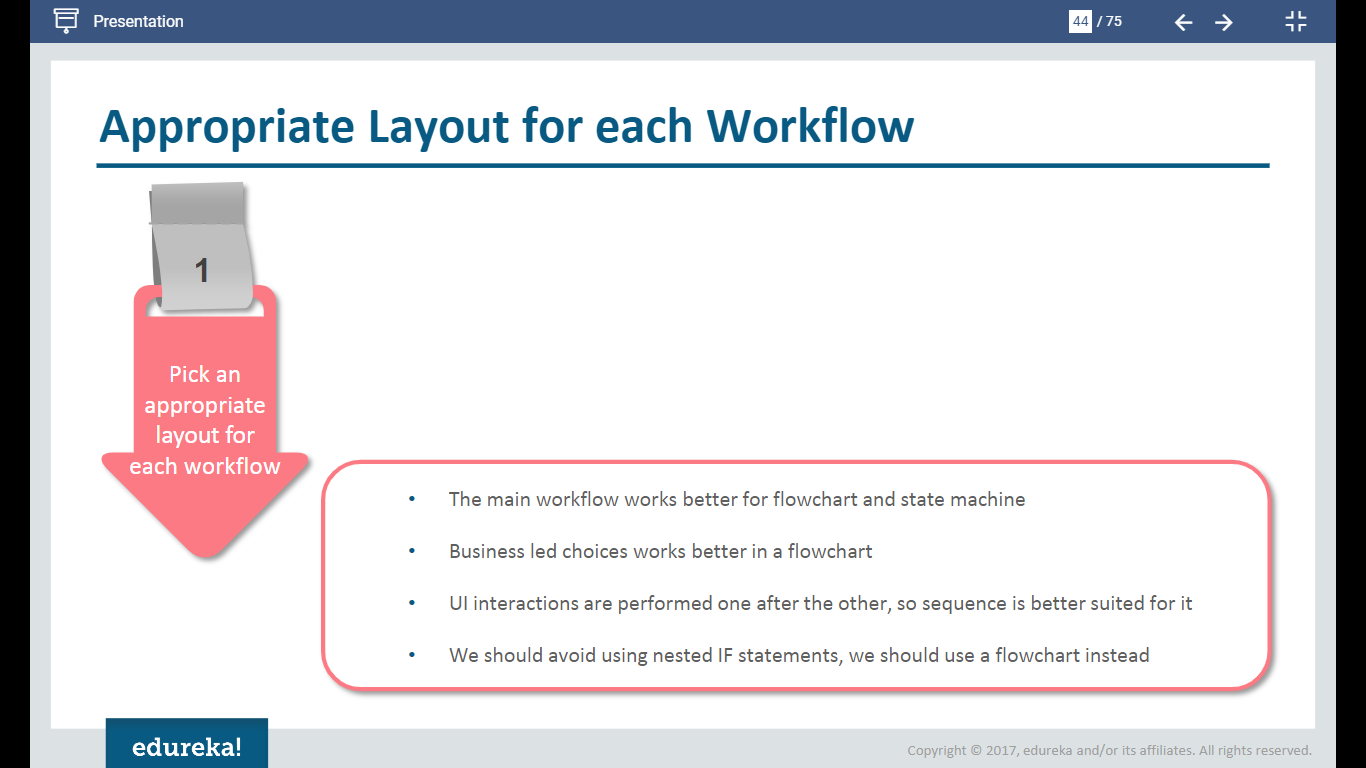 Presentation
44 / 75
Appropriate Layout for each Workflow
1
Pick an
appropriate
layout for
each workflow
• The main workflow works better for flowchart and state machine
• Business led choices works better in a flowchart
• UI interactions are performed one after the other, so sequence is better suited for it
• We should avoid using nested IF statements, we should use a flowchart instead
edureka!
Copyright © 2017, edureka and/or its affiliates. All rights reserved.